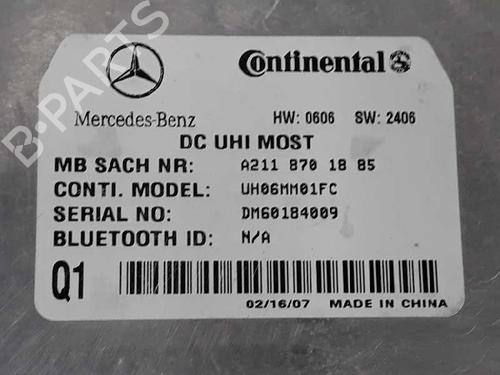 Continental
Mercedes-Benz HW: 0606 SW: 2406
DC UHI MOST
MB SACH NR: A211 870 18 85
CONTI. MODEL: UH06MM01FC
SERIAL NO: DM60184009
BLUETOOTH ID: N/A
Q1
02/16/07 MADE IN CHINA
B-PARTS